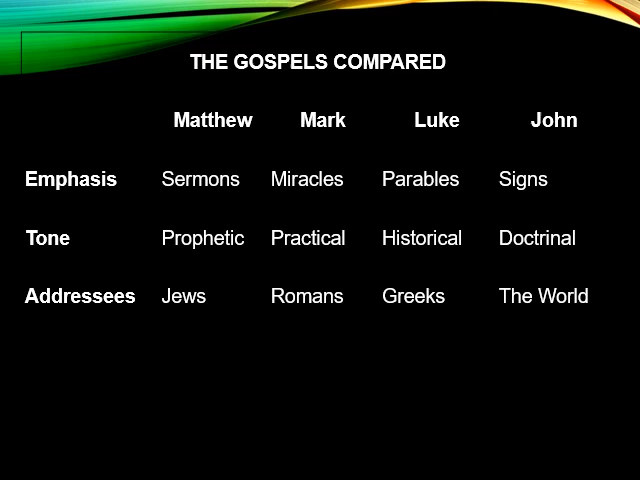 THE GOSPELS COMPARED
Matthew Mark Luke John
Emphasis Sermons Miracles Parables Signs
Tone Prophetic Practical Historical Doctrinal
Addressees Jews Romans Greeks The World